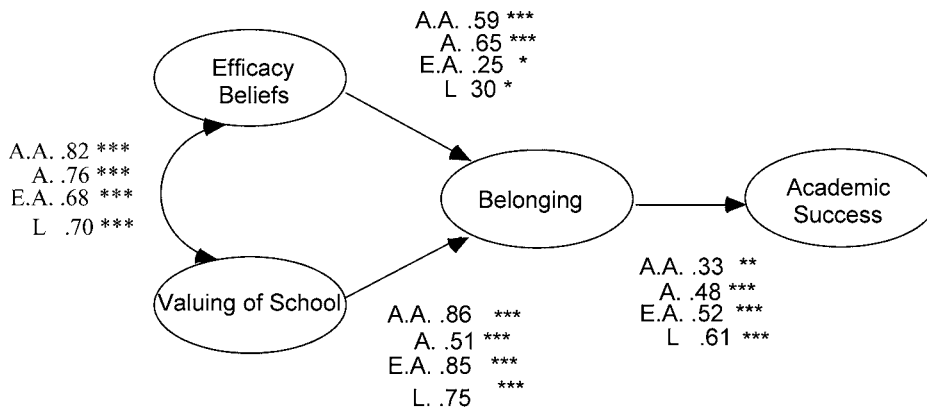 A.A. .59 ***
A. .65 ***
E.A. .25 *
L 30 *
Efficacy
Beliefs
A.A. .82 ***
A. .76 ***
E.A. .68 ***
L .70 ***
Belonging
Academic
Success
Valuing of School
A.A. .33 **
A. .48 ***
E.A. .52 ***
L .61 ***
A.A. .86 ***
A. .51 ***
E.A. .85 ***
L. .75 ***